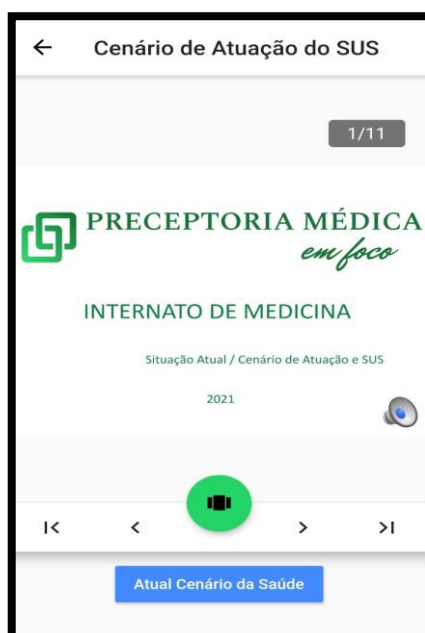 Cenário de Atuação do SUS
1/11
PRECEPTORIA MÉDICA
em foco
INTERNATO DE MEDICINA
Situação Atual / Cenário de Atuação e SUS
2021
Atual Cenário da Saúde